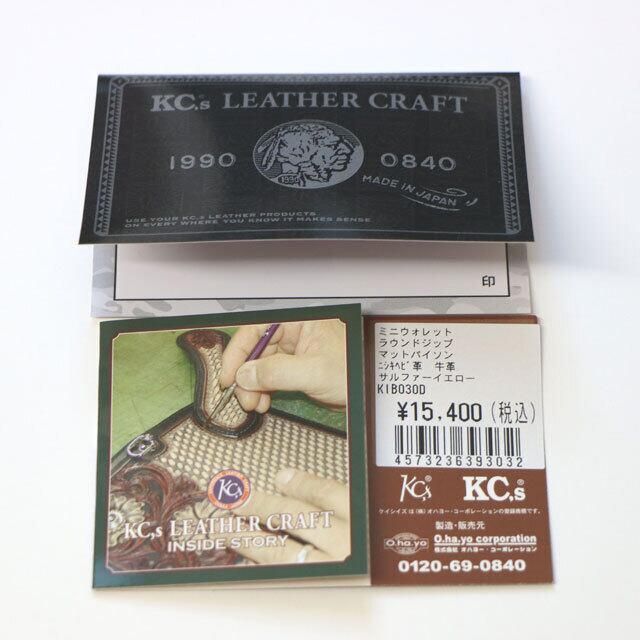 KC,s LEATHER CRAFT
1990 0840
1990
MADE IN JAPAN
USE YOUR KC,s LEATHER PRODUCTS
ON EVERY WHERE YOU KNOW IT MAKES SENSE
印
KC,s
KC,s LEATHER CRAFT
INSIDE STORY
ミニウォレット
ラウンドジップ
マットパイソン
ニシキヘビ革 牛革
サルファーイエロー
KIB030D
¥15,400(税込)
4573236393032
KC,s KC,s
ケイシイズは(株)オハヨー・コーポレーションの登録商標です。
製造・販売元
O.ha.yo O.ha.yo corporation
株式会社 オハヨー・コーポレーション
0120-69-0840